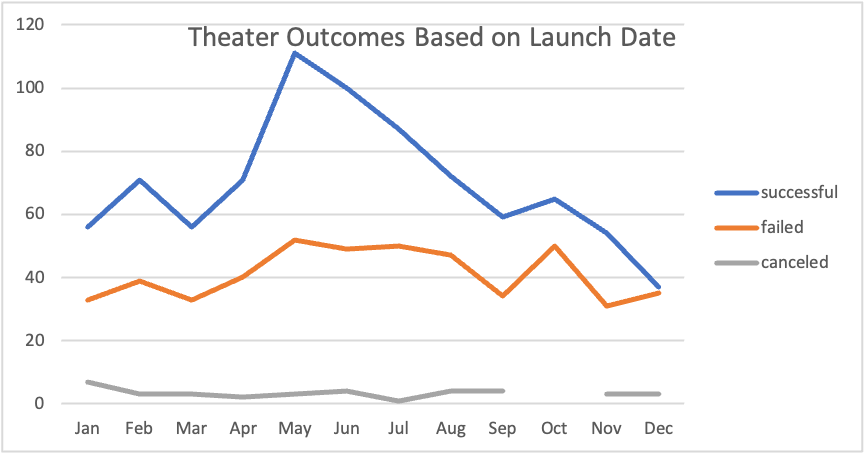 Theater Outcomes Based on Launch Date
120
100
80
60
40
20
0
Jan Feb Mar Apr May Jun Jul Aug Sep Oct Nov Dec
successful
failed
canceled